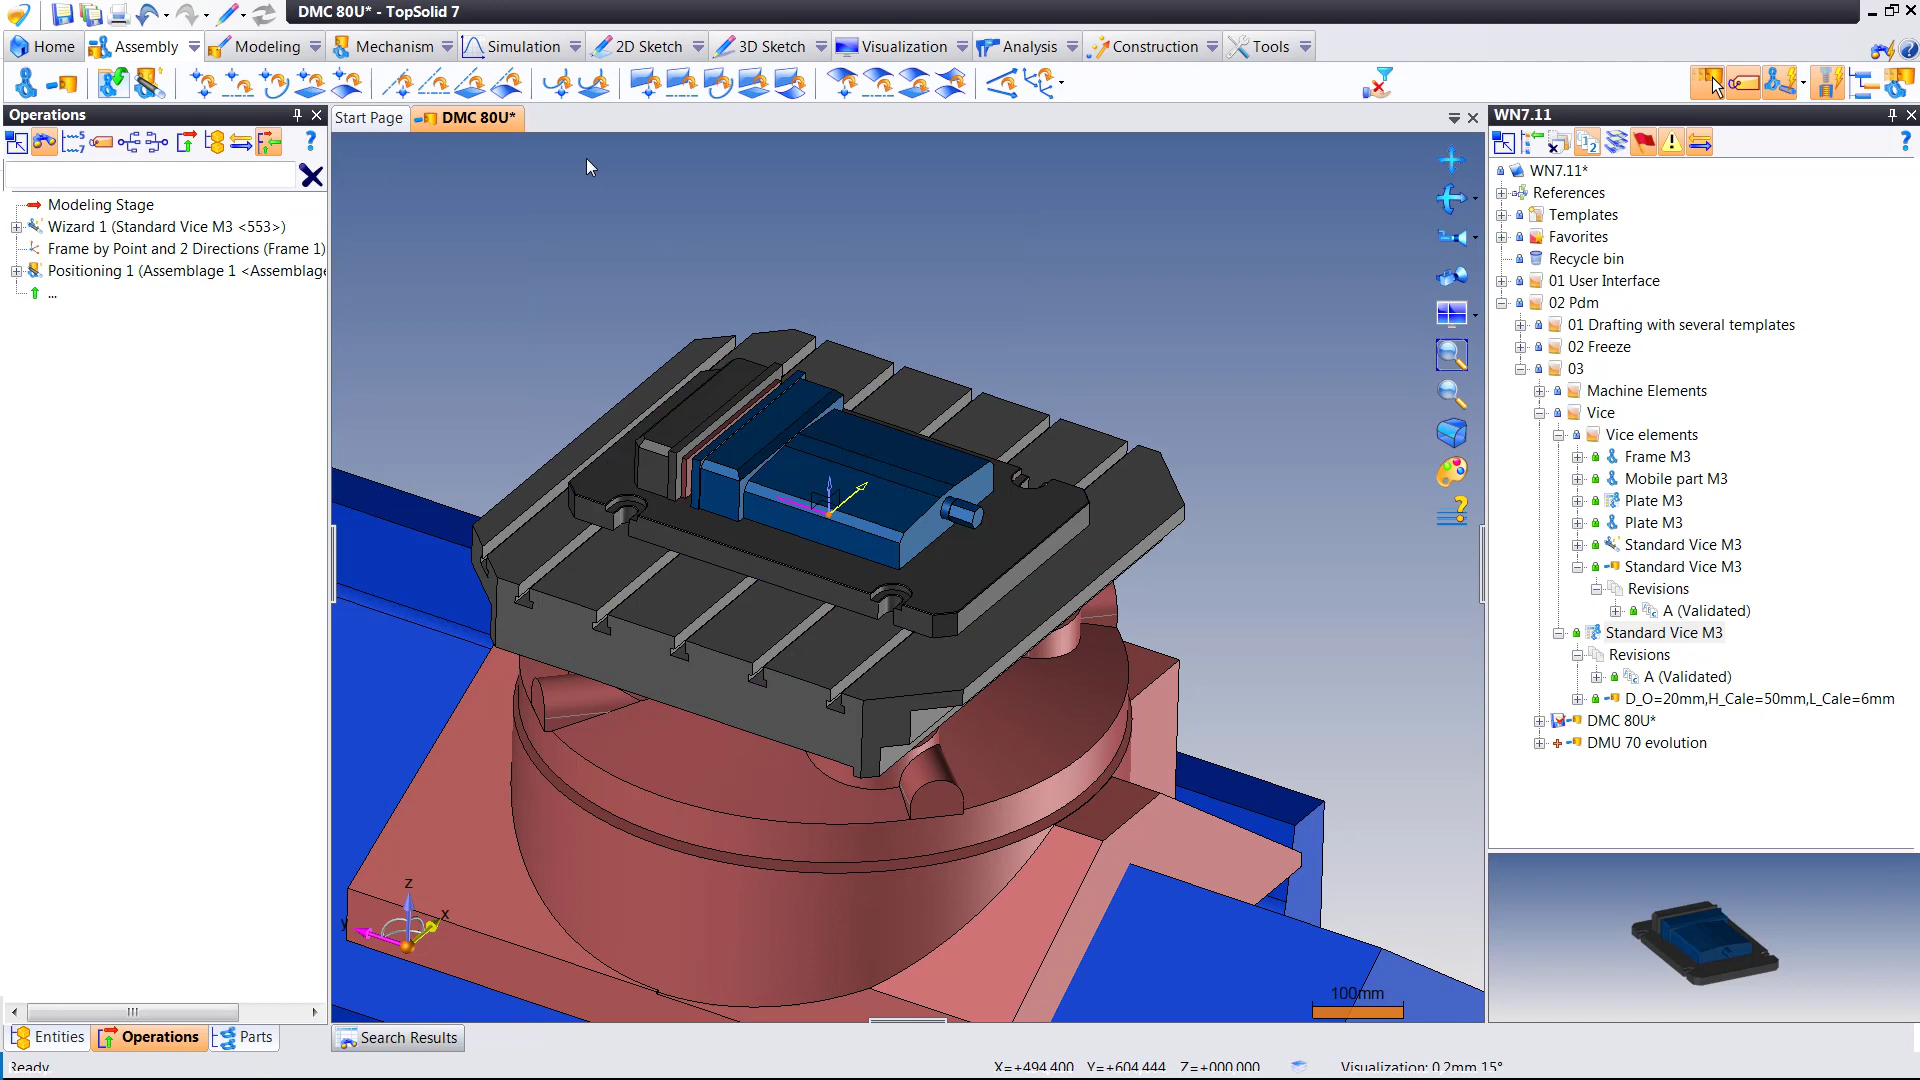 DMC 80U* - TopSolid 7
Home
Assembly
Modeling
Mechanism
Simulation
2D Sketch
3D Sketch
Visualization
Analysis
Construction
Tools
Operations
Start Page
DMC 80U*
Modeling Stage
Wizard 1 (Standard Vice M3 <553>)
Frame by Point and 2 Directions (Frame 1)
Positioning 1 (Assemblage 1 <Assemblage
...
z
x
y
100mm
WN7.11
WN7.11*
References
Templates
Favorites
Recycle bin
01 User Interface
02 Pdm
01 Drafting with several templates
02 Freeze
03
Machine Elements
Vice
Vice elements
Frame M3
Mobile part M3
Plate M3
Plate M3
Standard Vice M3
Standard Vice M3
Revisions
A (Validated)
Standard Vice M3
Revisions
A (Validated)
D_O=20mm,H_Cale=50mm,L_Cale=6mm
DMC 80U*
DMU 70 evolution
Entities
Operations
Parts
Search Results
Ready
X=+494,400 Y=+604,444 Z=+000,000
Visualization: 0.2mm 15°